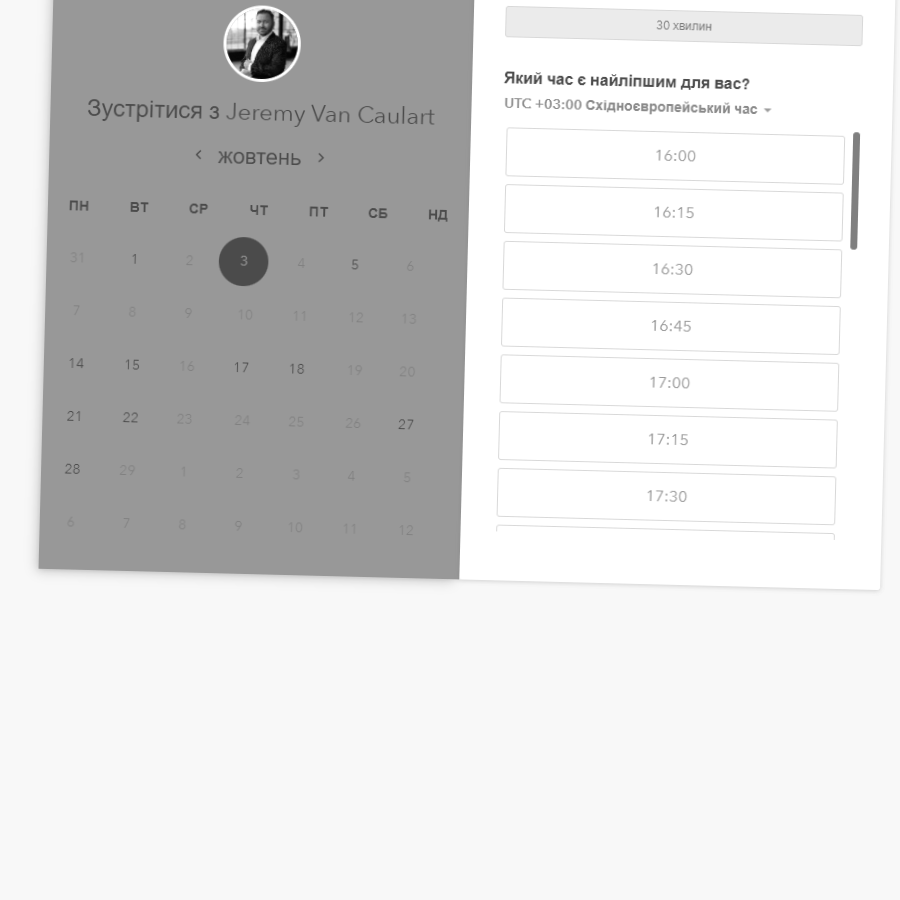 Зустрітися з Jeremy Van Caulart
жовтень
ПН ВТ СР ЧТ ПТ СБ НД
31 1 2 3 4 5 6
7 8 9 10 11 12 13
14 15 16 17 18 19 20
21 22 23 24 25 26 27
28 29 1 2 3 4 5
6 7 8 9 10 11 12
30 хвилин
Який час є найліпшим для вас?
UTC +03:00 Східноєвропейський час
16:00
16:15
16:30
16:45
17:00
17:15
17:30